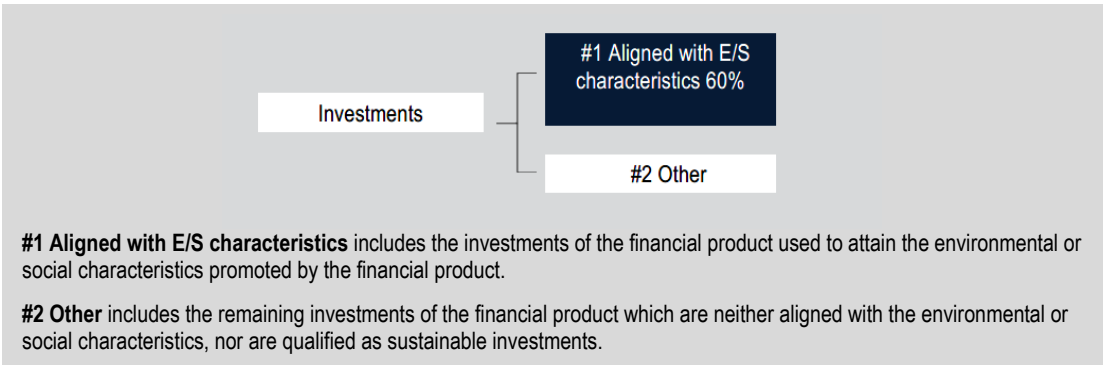 #1 Aligned with E/S
characteristics 60%
Investments
#2 Other
#1 Aligned with E/S characteristics includes the investments of the financial product used to attain the environmental or
social characteristics promoted by the financial product.
#2 Other includes the remaining investments of the financial product which are neither aligned with the environmental or
social characteristics, nor are qualified as sustainable investments.